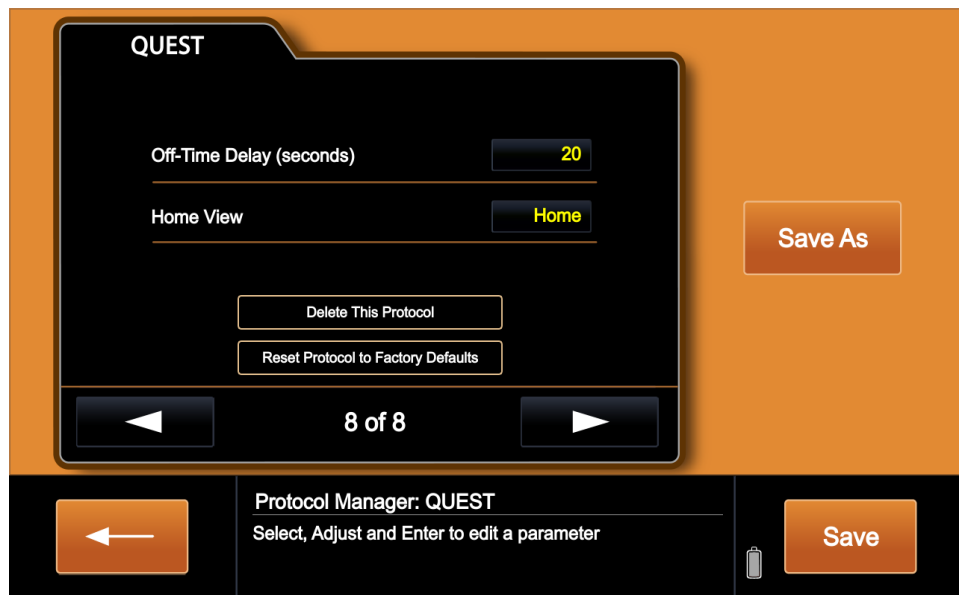 QUEST
Off-Time Delay (seconds) 20
Home View Home
Save As
Delete This Protocol
Reset Protocol to Factory Defaults
8 of 8
Protocol Manager: QUEST
Select, Adjust and Enter to edit a parameter
Save